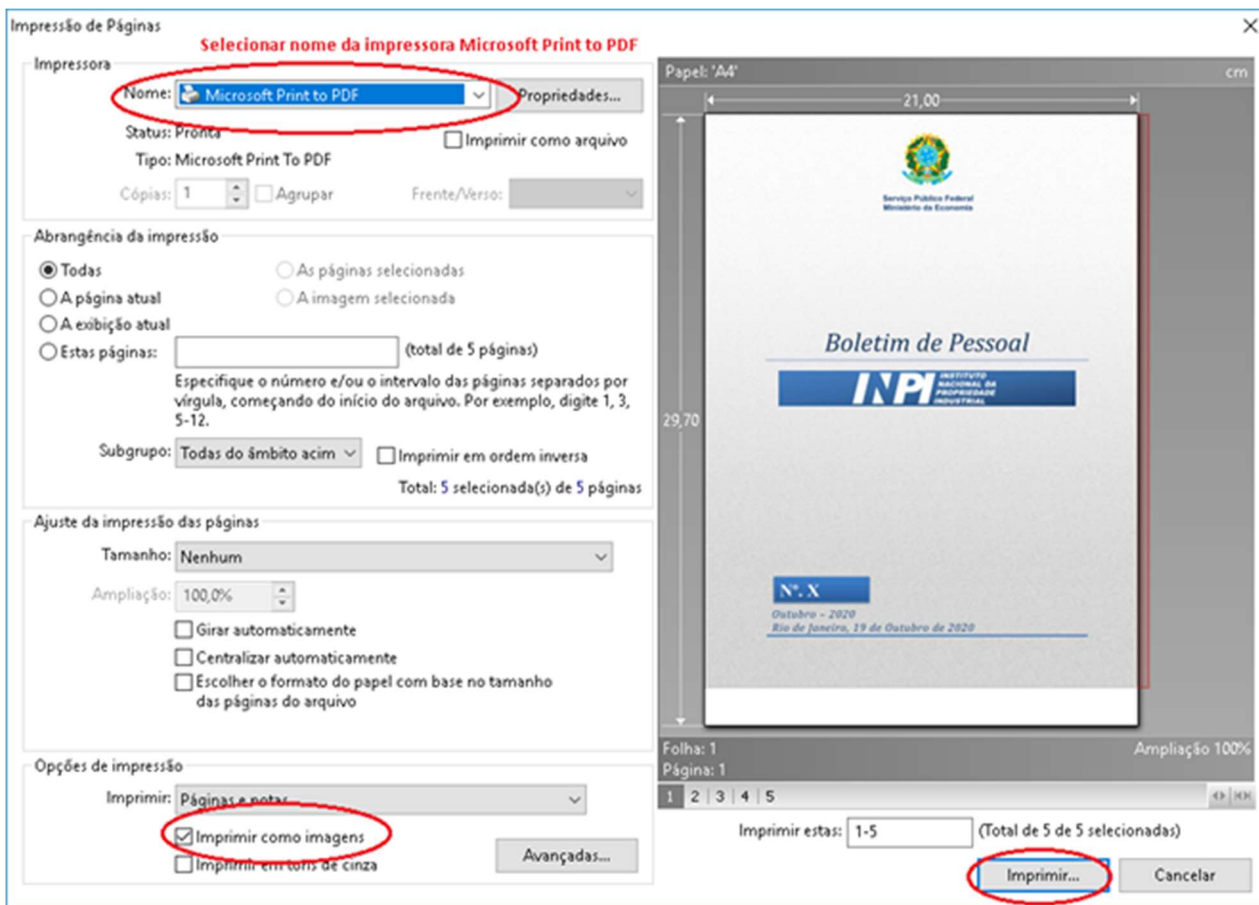 Impressão de Páginas
Selecionar nome da impressora Microsoft Print to PDF
Impressora
Nome: Microsoft Print to PDF Propriedades...
Status: Pronta Imprimir como arquivo
Tipo: Microsoft Print To PDF
Cópias: 1 Agrupar Frente/Verso:
Abrangência da impressão
Todas As páginas selecionadas
A página atual A imagem selecionada
A exibição atual
Estas páginas: (total de 5 páginas)
Especifique o número e/ou o intervalo das páginas separados por
vírgula, começando do início do arquivo. Por exemplo, digite 1, 3,
5-12.
Subgrupo: Todas do âmbito acim Imprimir em ordem inversa
Total: 5 selecionada(s) de 5 páginas
Ajuste da impressão das páginas
Tamanho: Nenhum
Ampliação: 100,0%
Girar automaticamente
Centralizar automaticamente
Escolher o formato do papel com base no tamanho
das páginas do arquivo
Opções de impressão
Imprimir: Páginas e notas
Imprimir como imagens
Imprimir em tons de cinza Avançadas...
Papel: 'A4' cm
21,00
Serviço Público Federal
Ministério da Economia
Boletim de Pessoal
INPI INSTITUTO
NACIONAL DA
PROPRIEDADE
INDUSTRIAL
29,70
Nº. X
Outubro – 2020
Rio de Janeiro, 19 de Outubro de 2020
Folha: 1 Ampliação 100%
Página: 1
1 2 3 4 5
Imprimir estas: 1-5 (Total de 5 de 5 selecionadas)
Imprimir... Cancelar